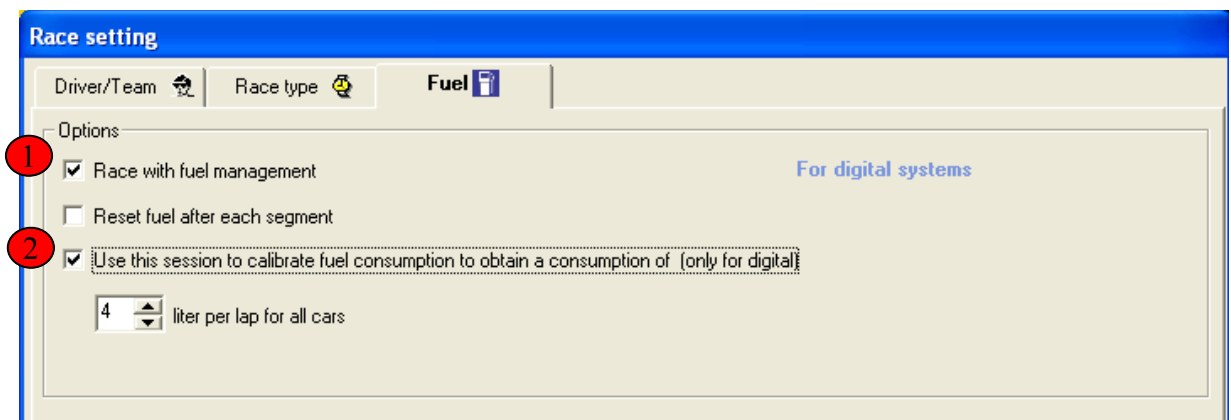 Race setting
Driver/Team Race type Fuel
Options
1
Race with fuel management For digital systems
Reset fuel after each segment
2
Use this session to calibrate fuel consumption to obtain a consumption of (only for digital)
4 liter per lap for all cars